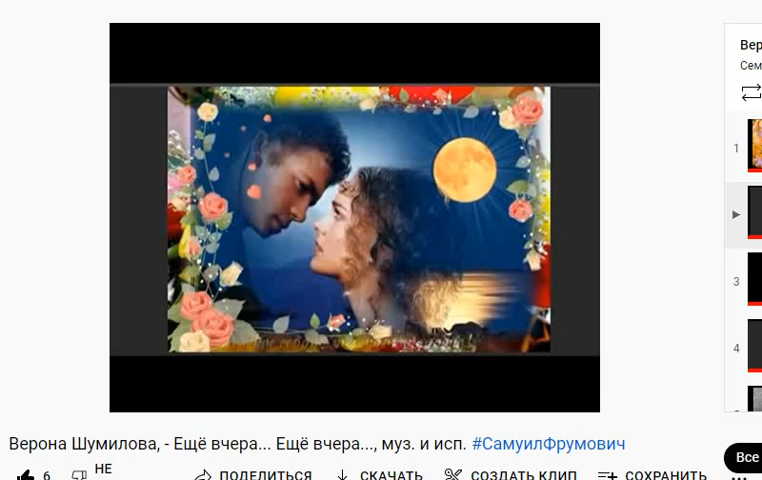 Вер
Сем
1
3
4
Верона Шумилова, - Ещё вчера... Ещё вчера..., муз. и исп. #СамуилФрумович
Все
6
НЕ
ПОДЕЛИТЬСЯ
СКАЧАТЬ
СОЗДАТЬ КЛИП
СОХРАНИТЬ